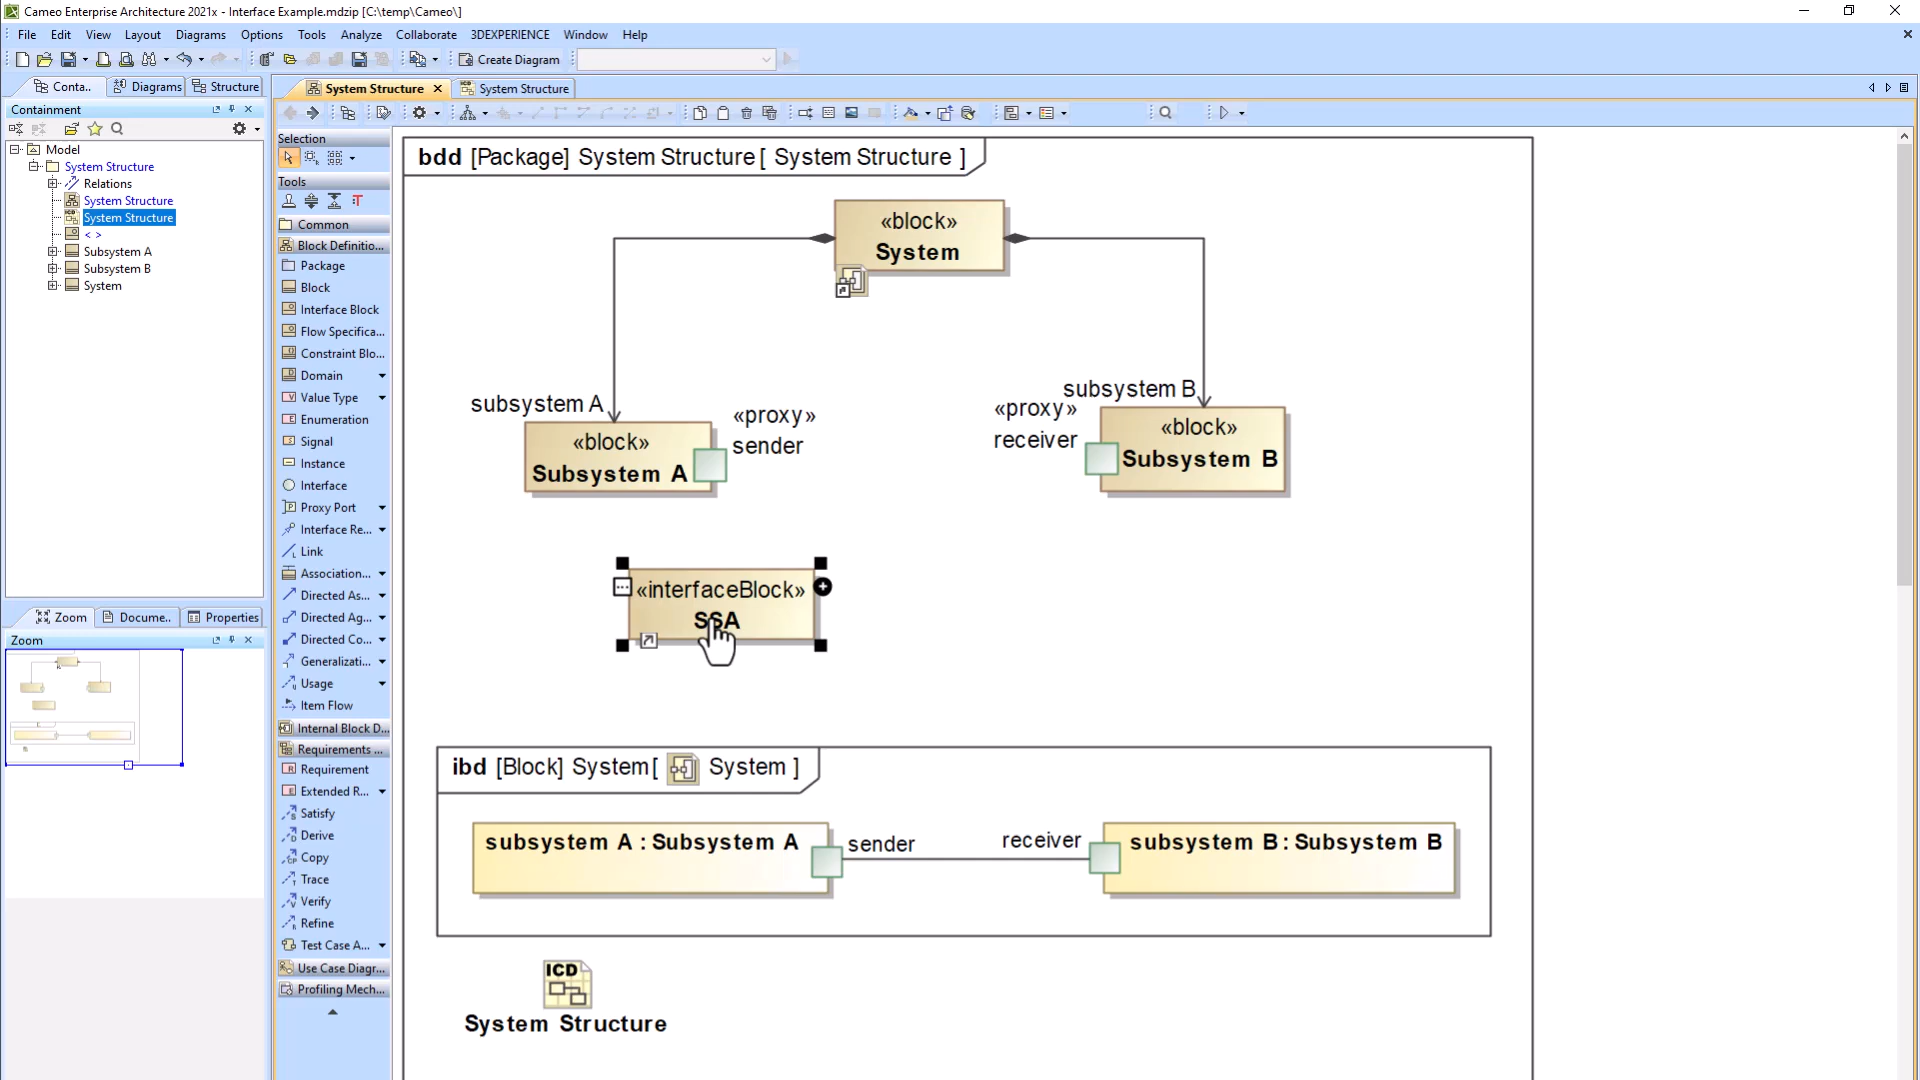 Cameo Enterprise Architecture 2021x - Interface Example.mdzip [C:\temp\Cameo\]
File Edit View Layout Diagrams Options Tools Analyze Collaborate 3DEXPERIENCE Window Help
Create Diagram
Conta.. Diagrams Structure
System Structure System Structure
Containment
Model
System Structure
Relations
System Structure
System Structure
< >
Subsystem A
Subsystem B
System
Zoom Docume.. Properties
Zoom
Selection
Tools
Common
Block Definitio...
Package
Block
Interface Block
Flow Specifica...
Constraint Blo...
Domain
Value Type
Enumeration
Signal
Instance
Interface
Proxy Port
Interface Re...
Link
Association...
Directed As...
Directed Ag...
Directed Co...
Generalizati...
Usage
Item Flow
Internal Block D...
Requirements ...
Requirement
Extended R...
Satisfy
Derive
Copy
Trace
Verify
Refine
Test Case A...
Use Case Diagr...
Profiling Mech...
bdd [Package] System Structure [ System Structure ]
«block»
System
subsystem A
«proxy»
sender
«block»
Subsystem A
subsystem B
«proxy»
receiver
«block»
Subsystem B
«interfaceBlock»
SSA
ibd [Block] System [ System ]
subsystem A : Subsystem A
sender
receiver
subsystem B : Subsystem B
ICD
System Structure